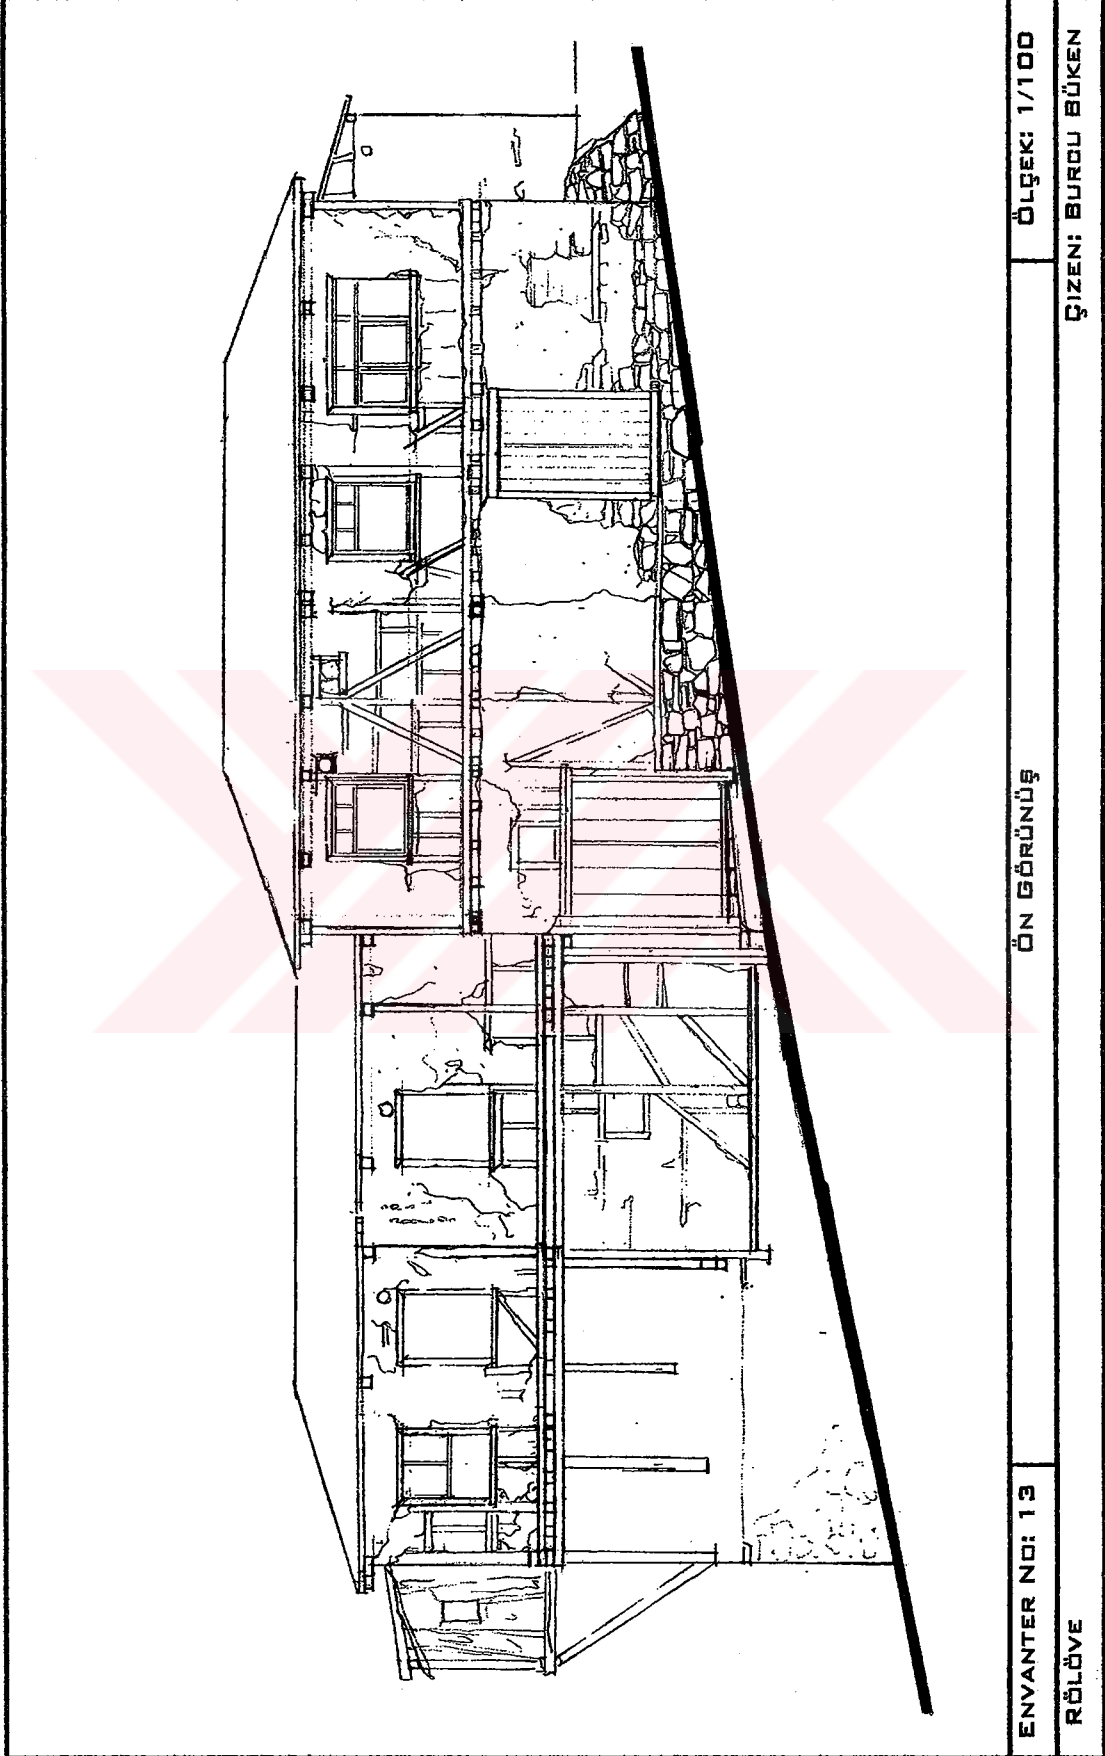 ENVANTER NO: 13
ÖN GÖRÜNÜŞ
ÖLÇEK: 1/100
RÖLÖVE
ÇIZEN: BURCU BÜKEN